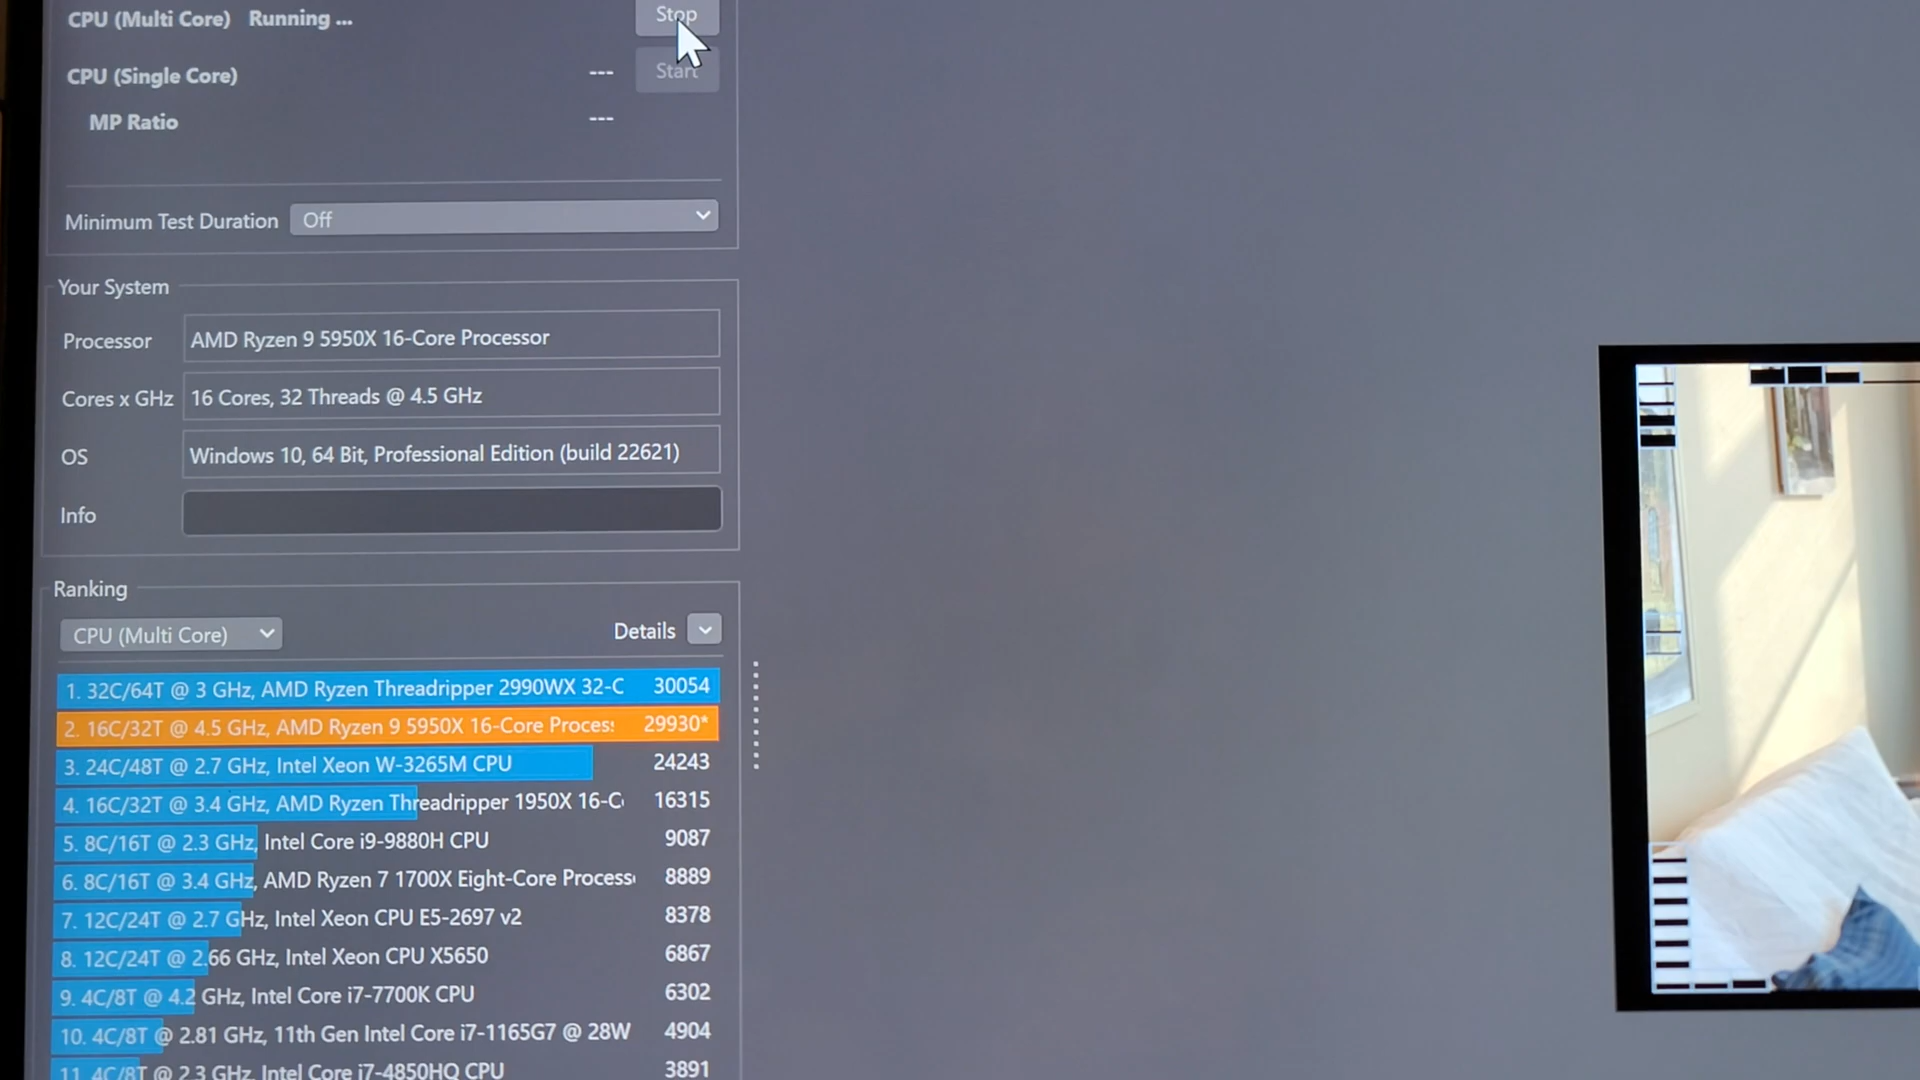 CPU (Multi Core) Running ... Stop
CPU (Single Core) --- Start
MP Ratio ---
Minimum Test Duration Off
Your System
Processor AMD Ryzen 9 5950X 16-Core Processor
Cores x GHz 16 Cores, 32 Threads @ 4.5 GHz
OS Windows 10, 64 Bit, Professional Edition (build 22621)
Info
Ranking
CPU (Multi Core) Details
1. 32C/64T @ 3 GHz, AMD Ryzen Threadripper 2990WX 32-C 30054
2. 16C/32T @ 4.5 GHz, AMD Ryzen 9 5950X 16-Core Process 29930*
3. 24C/48T @ 2.7 GHz, Intel Xeon W-3265M CPU 24243
4. 16C/32T @ 3.4 GHz, AMD Ryzen Threadripper 1950X 16-C 16315
5. 8C/16T @ 2.3 GHz, Intel Core i9-9880H CPU 9087
6. 8C/16T @ 3.4 GHz, AMD Ryzen 7 1700X Eight-Core Process 8889
7. 12C/24T @ 2.7 GHz, Intel Xeon CPU E5-2697 v2 8378
8. 12C/24T @ 2.66 GHz, Intel Xeon CPU X5650 6867
9. 4C/8T @ 4.2 GHz, Intel Core i7-7700K CPU 6302
10. 4C/8T @ 2.81 GHz, 11th Gen Intel Core i7-1165G7 @ 28W 4904
11. 4C/8T @ 2.3 GHz, Intel Core i7-4850HQ CPU 3891